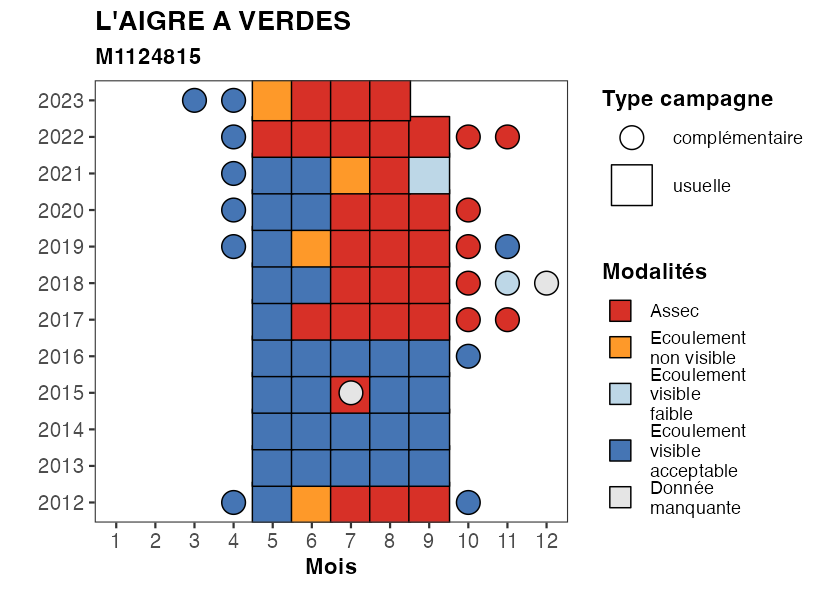 L'AIGRE A VERDES
M1124815
2023
2022
2021
2020
2019
2018
2017
2016
2015
2014
2013
2012
1 2 3 4 5 6 7 8 9 10 11 12
Mois
Type campagne
complémentaire
usuelle
Modalités
Assec
Ecoulement
non visible
Ecoulement
visible
faible
Ecoulement
visible
acceptable
Donnée
manquante